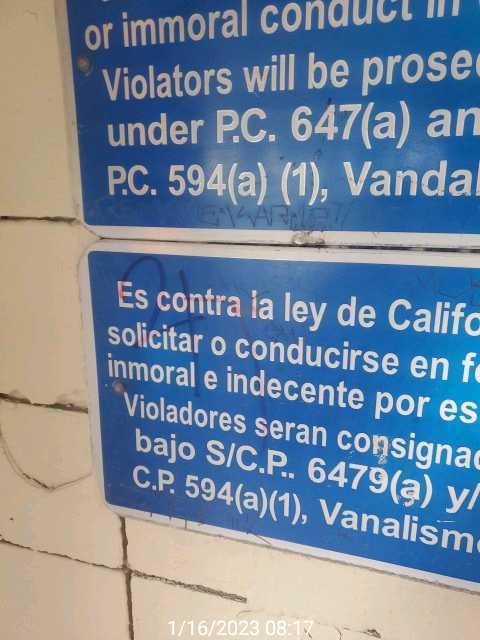 or immoral conduct in
Violators will be prose
under P.C. 647(a) an
P.C. 594(a) (1), Vandal
Es contra la ley de Califo
solicitar o conducirse en fo
inmoral e indecente por es
Violadores seran consignad
bajo S/C.P.. 6479(a) y/
C.P. 594(a)(1), Vanalismo
1/16/2023 08:17